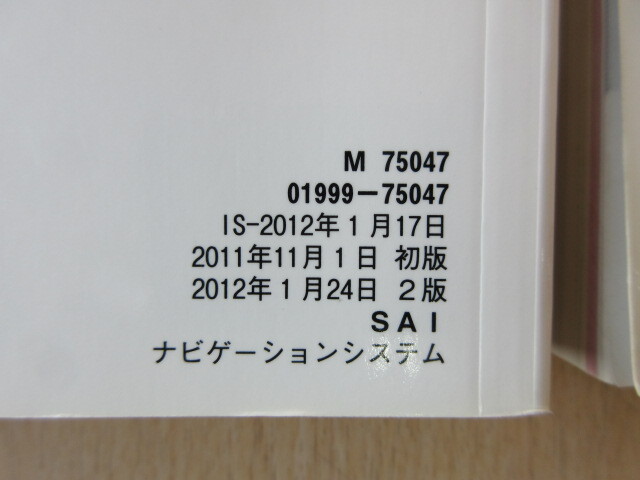 M 75047
01999-75047
IS-2012年1月17日
2011年11月1日 初版
2012年1月24日 2版
SAI
ナビゲーションシステム